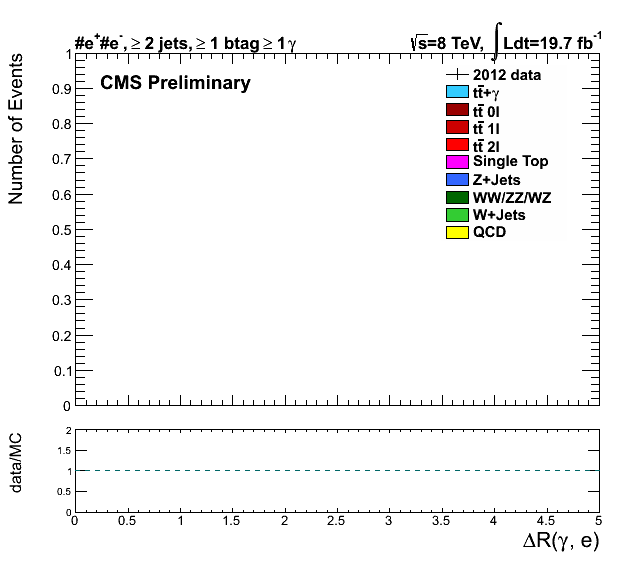 #e⁺#e⁻, ≥ 2 jets, ≥ 1 btag ≥ 1 γ
√s=8 TeV, ∫ Ldt=19.7 fb⁻¹
CMS Preliminary
2012 data
tt̄+γ
tt̄ 0l
tt̄ 1l
tt̄ 2l
Single Top
Z+Jets
WW/ZZ/WZ
W+Jets
QCD
Number of Events
1
0.9
0.8
0.7
0.6
0.5
0.4
0.3
0.2
0.1
0
data/MC
2
1.5
1
0.5
0
0 0.5 1 1.5 2 2.5 3 3.5 4 4.5 5
ΔR(γ, e)